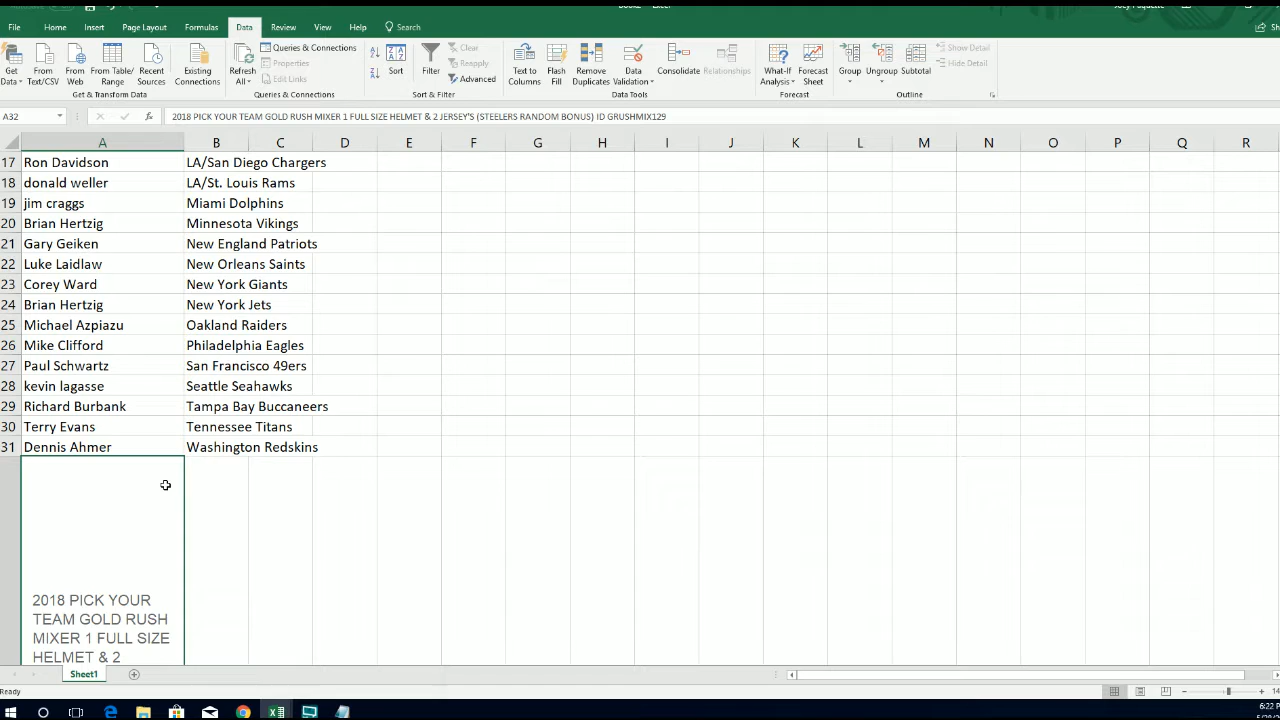 File Home Insert Page Layout Formulas Data Review View Help Search
Get Data From Text/CSV From Web From Table/ Range Recent Sources Existing Connections Refresh All Queries & Connections Properties Edit Links Sort Filter Clear Reapply Advanced Text to Columns Flash Fill Remove Duplicates Data Validation Consolidate Relationships What-If Analysis Forecast Sheet Group Ungroup Subtotal Show Detail Hide Detail
Get & Transform Data Queries & Connections Sort & Filter Data Tools Forecast Outline
A32 fx 2018 PICK YOUR TEAM GOLD RUSH MIXER 1 FULL SIZE HELMET & 2 JERSEY'S (STEELERS RANDOM BONUS) ID GRUSHMIX129
A B C D E F G H I J K L M N O P Q R
17 Ron Davidson LA/San Diego Chargers
18 donald weller LA/St. Louis Rams
19 jim craggs Miami Dolphins
20 Brian Hertzig Minnesota Vikings
21 Gary Geiken New England Patriots
22 Luke Laidlaw New Orleans Saints
23 Corey Ward New York Giants
24 Brian Hertzig New York Jets
25 Michael Azpiazu Oakland Raiders
26 Mike Clifford Philadelphia Eagles
27 Paul Schwartz San Francisco 49ers
28 kevin lagasse Seattle Seahawks
29 Richard Burbank Tampa Bay Buccaneers
30 Terry Evans Tennessee Titans
31 Dennis Ahmer Washington Redskins
2018 PICK YOUR
TEAM GOLD RUSH
MIXER 1 FULL SIZE
HELMET & 2
Sheet1
Ready
6:22 P